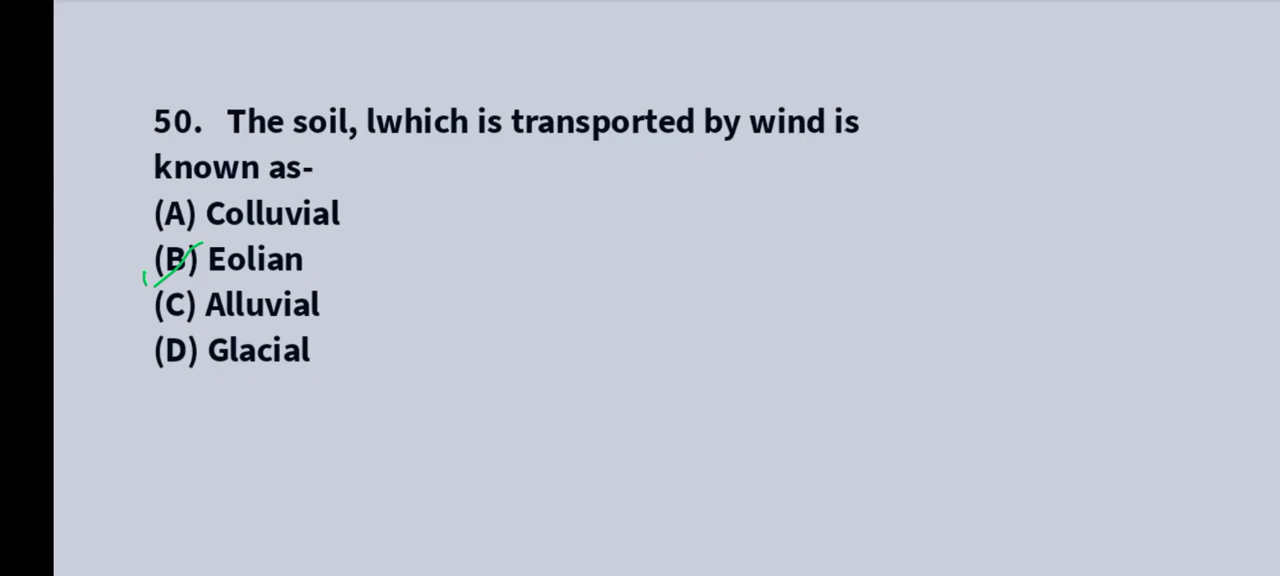 50. The soil, lwhich is transported by wind is
known as-
(A) Colluvial
(B) Eolian
(C) Alluvial
(D) Glacial